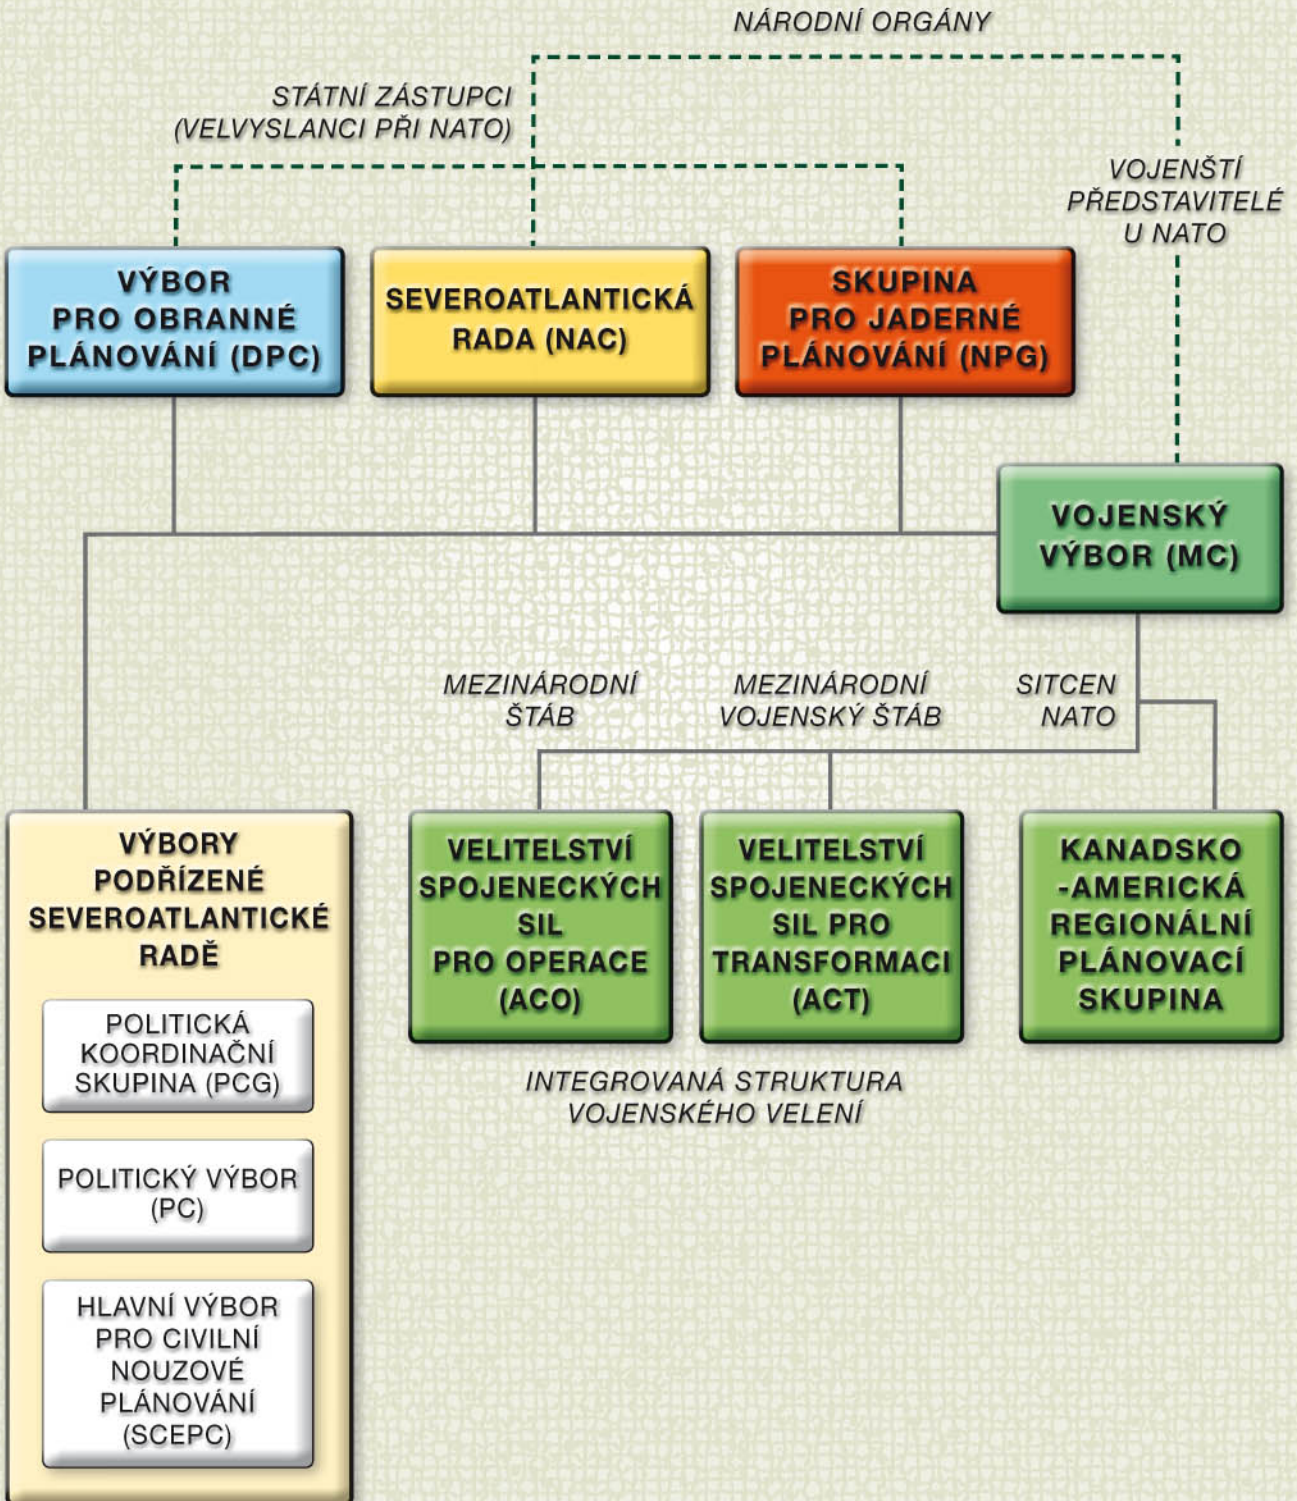 NÁRODNÍ ORGÁNY
STÁTNÍ ZÁSTUPCI
(VELVYSLANCI PŘI NATO)
VOJENŠTÍ
PŘEDSTAVITELÉ
U NATO
VÝBOR
PRO OBRANNÉ
PLÁNOVÁNÍ (DPC)
SEVEROATLANTICKÁ
RADA (NAC)
SKUPINA
PRO JADERNÉ
PLÁNOVÁNÍ (NPG)
VOJENSKÝ
VÝBOR (MC)
MEZINÁRODNÍ
ŠTÁB
MEZINÁRODNÍ
VOJENSKÝ ŠTÁB
SITCEN
NATO
VÝBORY
PODŘÍZENÉ
SEVEROATLANTICKÉ
RADĚ
POLITICKÁ
KOORDINAČNÍ
SKUPINA (PCG)
POLITICKÝ VÝBOR
(PC)
HLAVNÍ VÝBOR
PRO CIVILNÍ
NOUZOVÉ
PLÁNOVÁNÍ
(SCEPC)
VELITELSTVÍ
SPOJENECKÝCH
SIL
PRO OPERACE
(ACO)
VELITELSTVÍ
SPOJENECKÝCH
SIL PRO
TRANSFORMACI
(ACT)
KANADSKO
-AMERICKÁ
REGIONÁLNÍ
PLÁNOVACÍ
SKUPINA
INTEGROVANÁ STRUKTURA
VOJENSKÉHO VELENÍ